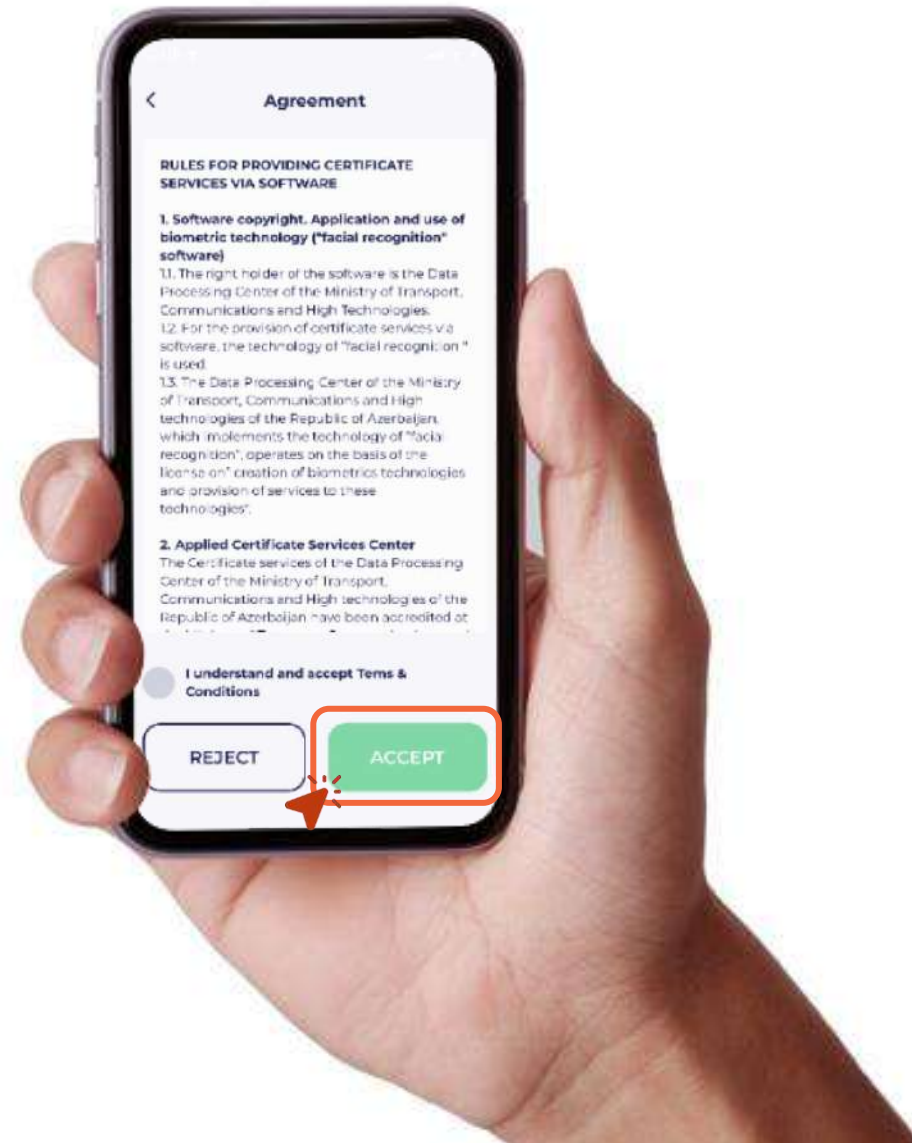 Agreement
RULES FOR PROVIDING CERTIFICATE
SERVICES VIA SOFTWARE
1. Software copyright. Application and use of
biometric technology ("facial recognition"
software)
1.1. The right holder of the software is the Data
Processing Center of the Ministry of Transport,
Communications and High Technologies.
1.2. For the provision of certificate services via
software, the technology of "facial recognition "
is used.
1.3. The Data Processing Center of the Ministry
of Transport, Communications and High
technologies of the Republic of Azerbaijan,
which implements the technology of "facial
recognition", operates on the basis of the
license on" creation of biometrics technologies
and provision of services to these
technologies".
2. Applied Certificate Services Center
The Certificate services of the Data Processing
Center of the Ministry of Transport,
Communications and High technologies of the
Republic of Azerbaijan have been accredited at
I understand and accept Tems &
Conditions
REJECT
ACCEPT